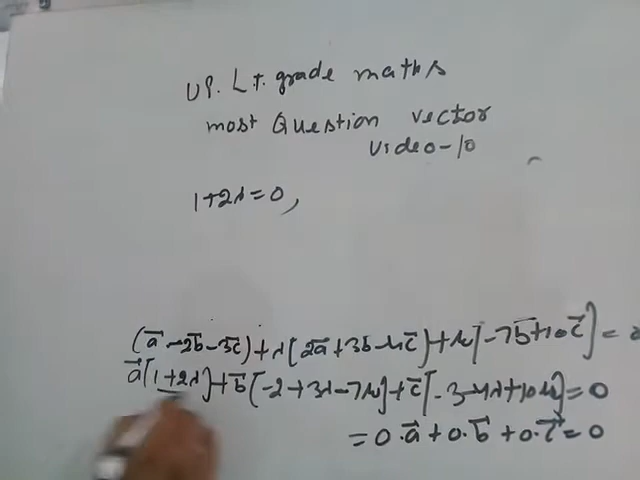 UP. L.t. grade maths
most Question vector
video-10
1+2λ=0,
(a⃗ -2b⃗ -3c⃗)+λ[2a⃗+3b⃗-4c⃗)+μ[-7b⃗+10c⃗]=
a⃗[1+2λ]+b⃗[-2+3λ-7μ]+c⃗[-3-4λ+10μ]=0
=0·a⃗+0·b⃗+0·c⃗=0